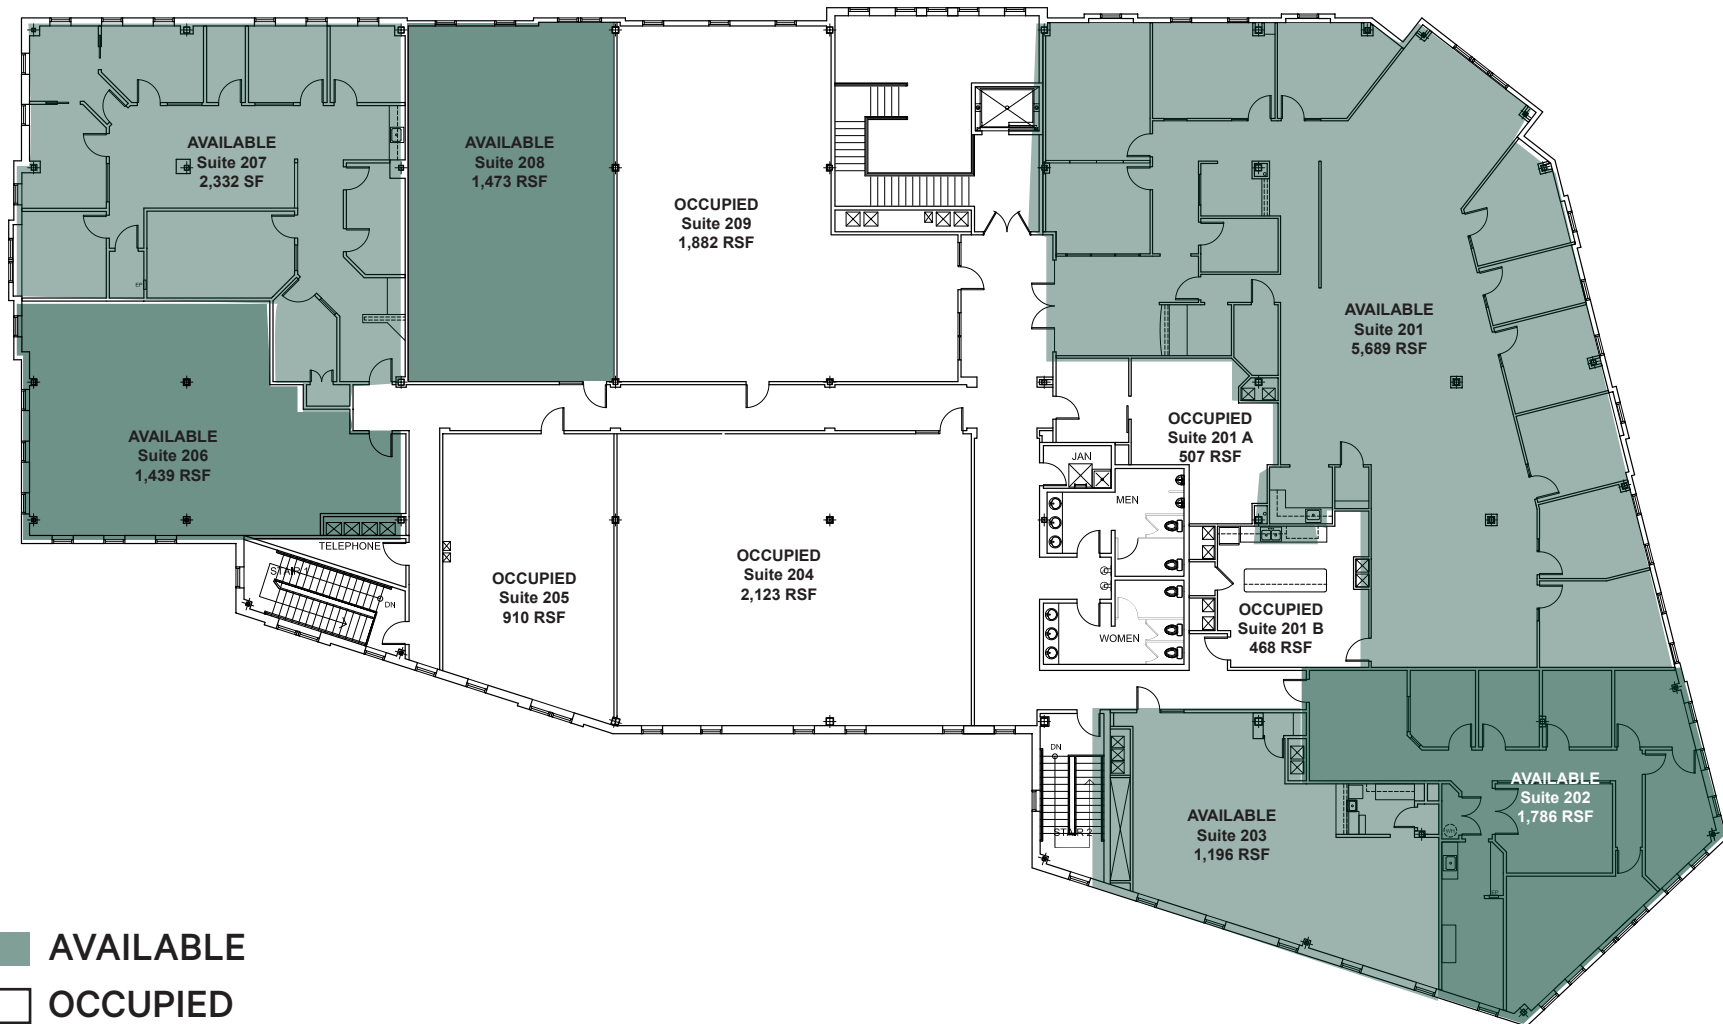 AVAILABLE
Suite 207
2,332 SF
AVAILABLE
Suite 208
1,473 RSF
OCCUPIED
Suite 209
1,882 RSF
AVAILABLE
Suite 201
5,689 RSF
EP
AVAILABLE
Suite 206
1,439 RSF
OCCUPIED
Suite 201 A
507 RSF
JAN
MEN
TELEPHONE
STAIR 1
DN
OCCUPIED
Suite 205
910 RSF
OCCUPIED
Suite 204
2,123 RSF
WOMEN
OCCUPIED
Suite 201 B
468 RSF
DN
STAIR 2
AVAILABLE
Suite 203
1,196 RSF
AVAILABLE
Suite 202
1,786 RSF
WH
EP
AVAILABLE
OCCUPIED